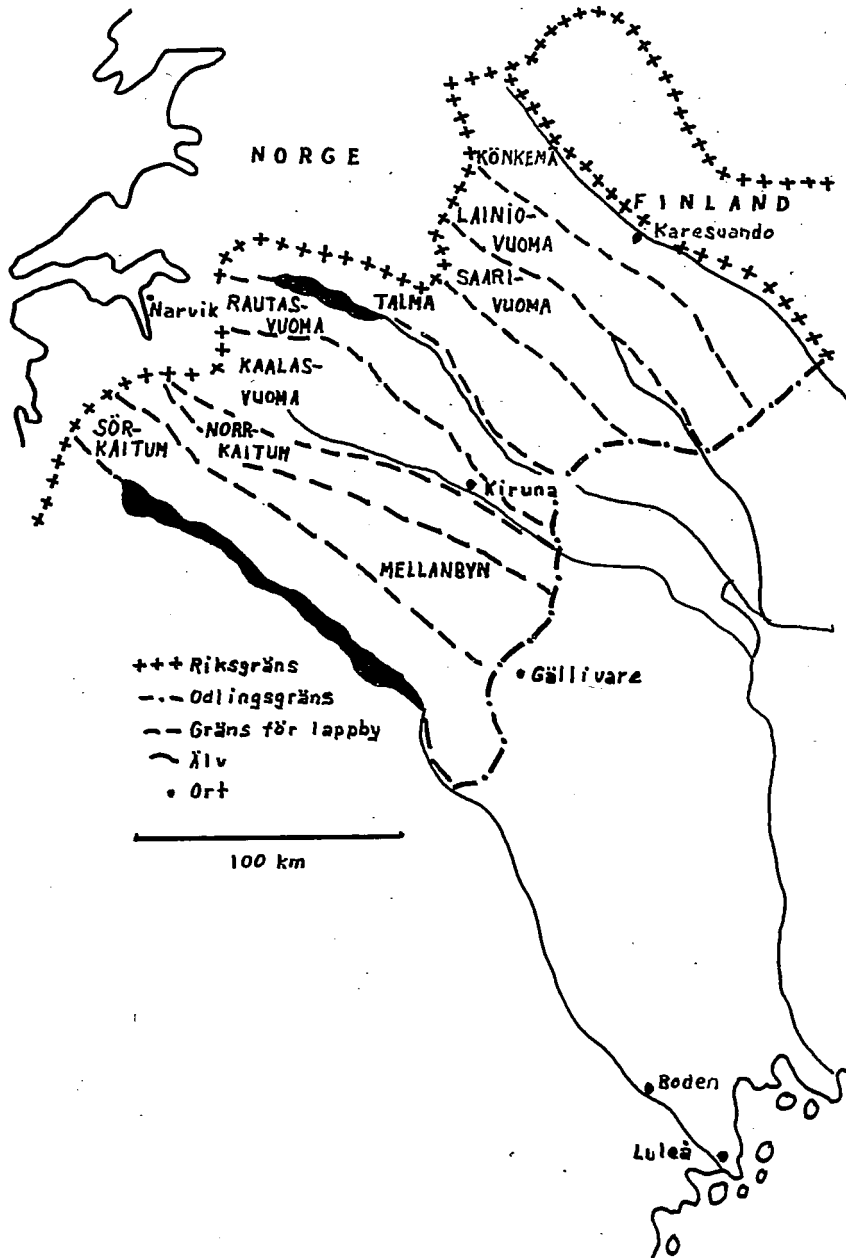 NORGE
KÖNKEMÄ
FINLAND
LAINIO-
VUOMA
Karesuando
SAARI-
VUOMA
Narvik
RAUTAS-
VUOMA
TALMA
KAALAS-
VUOMA
SÖR-
KAITUM
NORR-
KAITUM
Kiruna
MELLANBYN
+++ Riksgräns
-·-· Odlingsgräns
--- Gräns för lappby
Älv
• Ort
Gällivare
100 km
Boden
Luleå